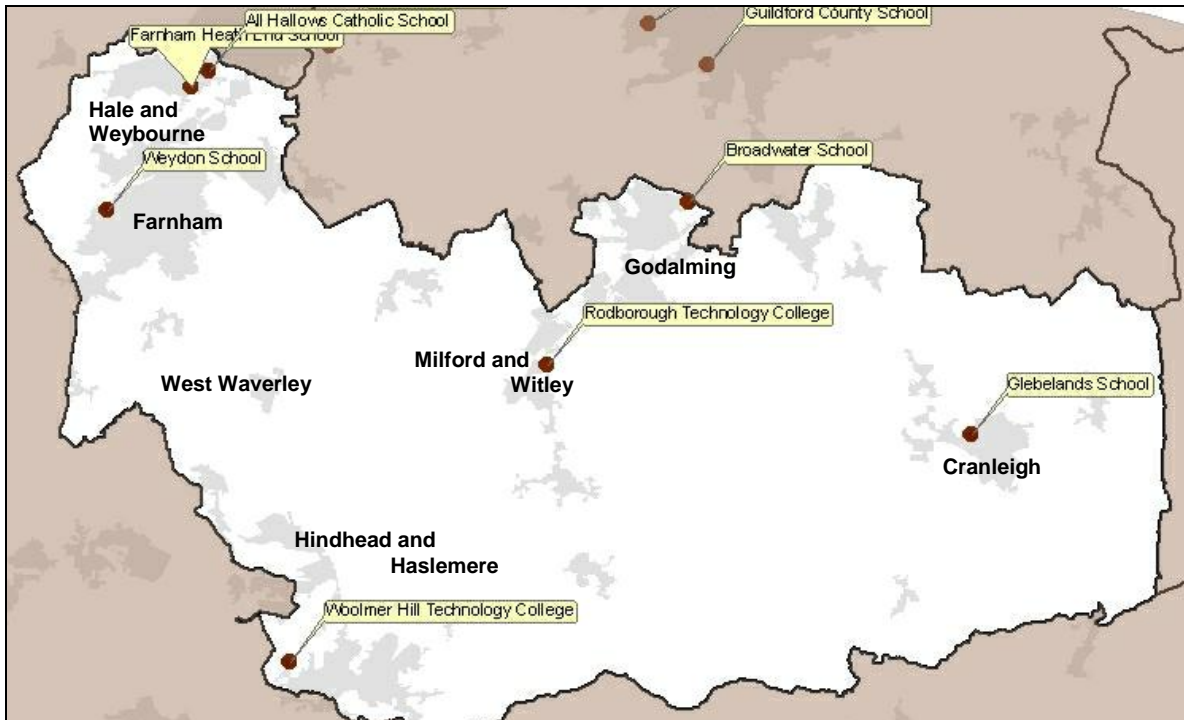 All Hallows Catholic School
Guildford County School
Farnham Heath End School
Hale and
Weybourne
Weydon School
Broadwater School
Farnham
Godalming
Rodborough Technology College
Milford and
Witley
West Waverley
Glebelands School
Cranleigh
Hindhead and
Haslemere
Woolmer Hill Technology College